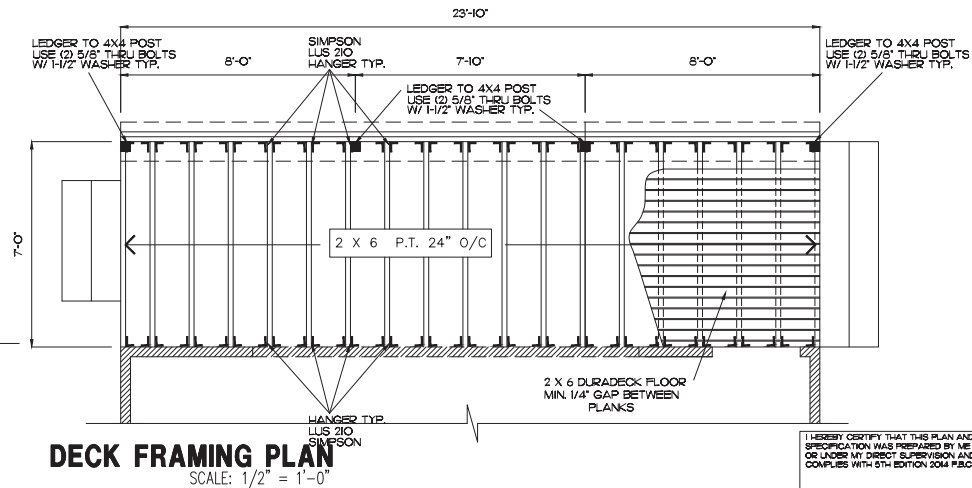 23'-10"
LEDGER TO 4X4 POST
USE (2) 5/8" THRU BOLTS
W/ 1-1/2" WASHER TYP.
SIMPSON
LUS 210
HANGER TYP.
LEDGER TO 4X4 POST
USE (2) 5/8" THRU BOLTS
W/ 1-1/2" WASHER TYP.
8'-0"
7'-10"
8'-0"
LEDGER TO 4X4 POST
USE (2) 5/8" THRU BOLTS
W/ 1-1/2" WASHER TYP.
7'-0"
2 X 6 P.T. 24" O/C
2 X 6 DURADECK FLOOR
MIN. 1/4" GAP BETWEEN
PLANKS
HANGER TYP.
LUS 210
SIMPSON
DECK FRAMING PLAN
SCALE: 1/2" = 1'-0"
I HEREBY CERTIFY THAT THIS PLAN AND
SPECIFICATION WAS PREPARED BY ME
OR UNDER MY DIRECT SUPERVISION AND
COMPLIES WITH 5TH EDITION 2014 F.B.C.